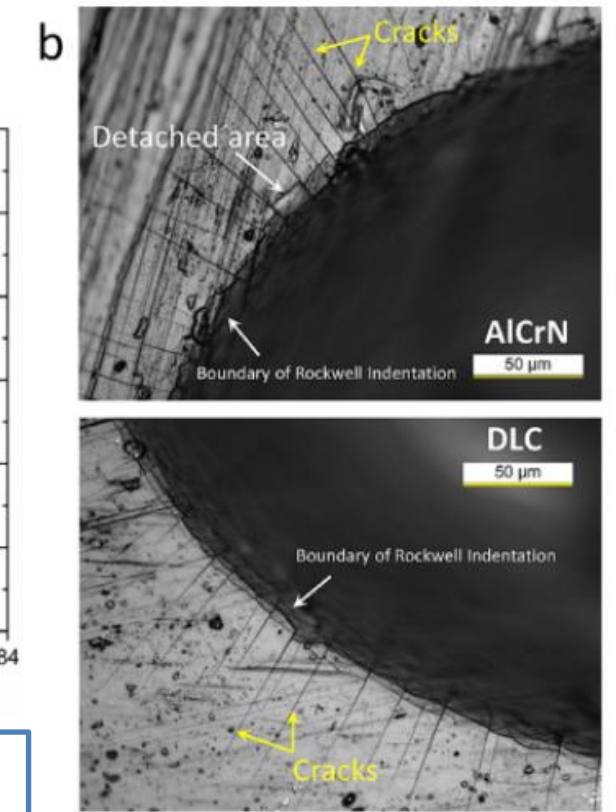 b
Cracks
Detached area
AlCrN
50 µm
Boundary of Rockwell Indentation
DLC
50 µm
Boundary of Rockwell Indentation
84
Cracks